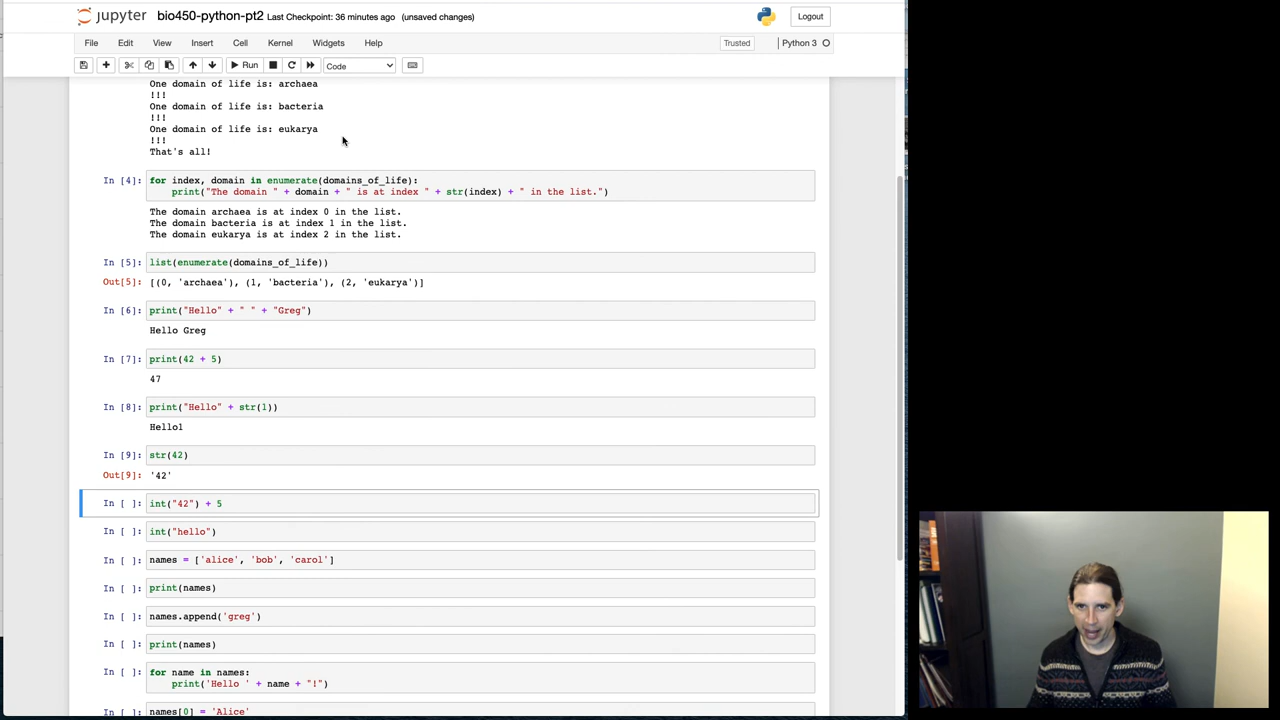 jupyter bio450-python-pt2 Last Checkpoint: 36 minutes ago (unsaved changes) Logout
File Edit View Insert Cell Kernel Widgets Help Trusted Python 3
Run Code
One domain of life is: archaea
!!!
One domain of life is: bacteria
!!!
One domain of life is: eukarya
!!!
That's all!
In [4]: for index, domain in enumerate(domains_of_life):
print("The domain " + domain + " is at index " + str(index) + " in the list.")
The domain archaea is at index 0 in the list.
The domain bacteria is at index 1 in the list.
The domain eukarya is at index 2 in the list.
In [5]: list(enumerate(domains_of_life))
Out[5]: [(0, 'archaea'), (1, 'bacteria'), (2, 'eukarya')]
In [6]: print("Hello" + " " + "Greg")
Hello Greg
In [7]: print(42 + 5)
47
In [8]: print("Hello" + str(1))
Hello1
In [9]: str(42)
Out[9]: '42'
In [ ]: int("42") + 5
In [ ]: int("hello")
In [ ]: names = ['alice', 'bob', 'carol']
In [ ]: print(names)
In [ ]: names.append('greg')
In [ ]: print(names)
In [ ]: for name in names:
print('Hello ' + name + "!")
In [ ]: names[0] = 'Alice'